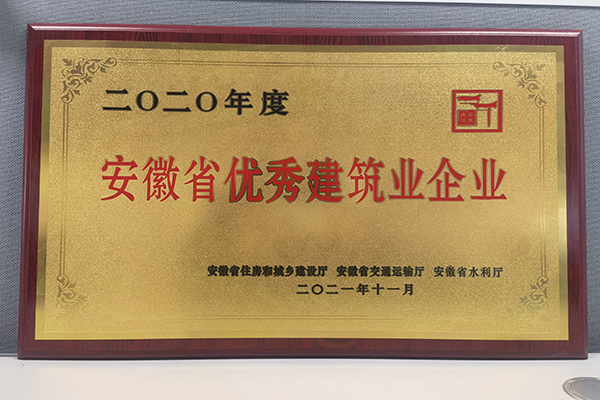 二〇二〇年度
安徽省优秀建筑业企业
安徽省住房和城乡建设厅 安徽省交通运输厅 安徽省水利厅
二〇二一年十一月